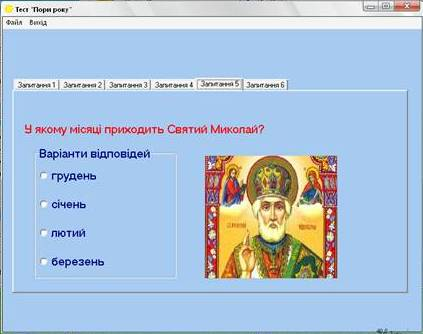 Тест "Пори року"
Файл Вихід
Запитання 1 Запитання 2 Запитання 3 Запитання 4 Запитання 5 Запитання 6
У якому місяці приходить Святий Миколай?
Варіанти відповідей
грудень
січень
лютий
березень